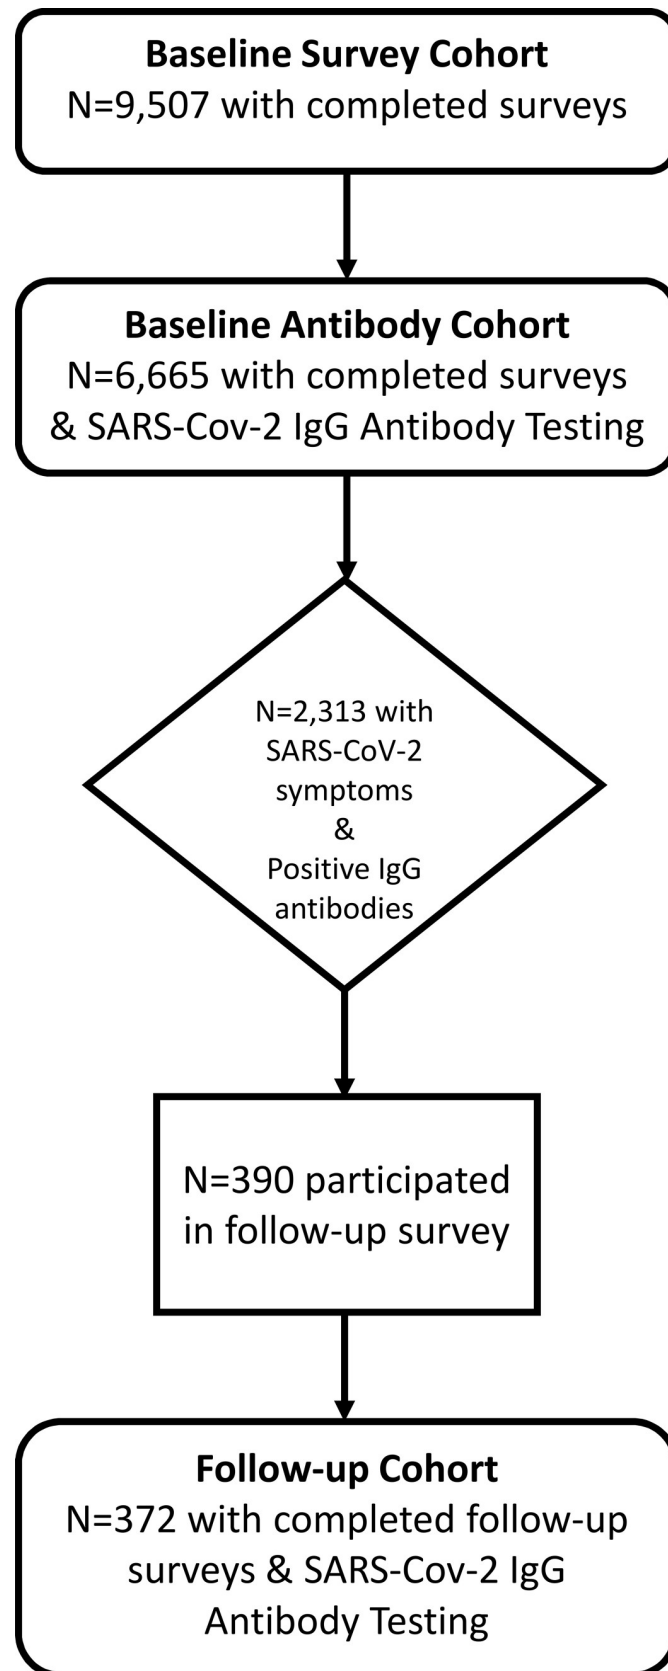 Baseline Survey Cohort
N=9,507 with completed surveys
Baseline Antibody Cohort
N=6,665 with completed surveys
& SARS-Cov-2 IgG Antibody Testing
N=2,313 with
SARS-CoV-2
symptoms
&
Positive IgG
antibodies
N=390 participated
in follow-up survey
Follow-up Cohort
N=372 with completed follow-up
surveys & SARS-Cov-2 IgG
Antibody Testing